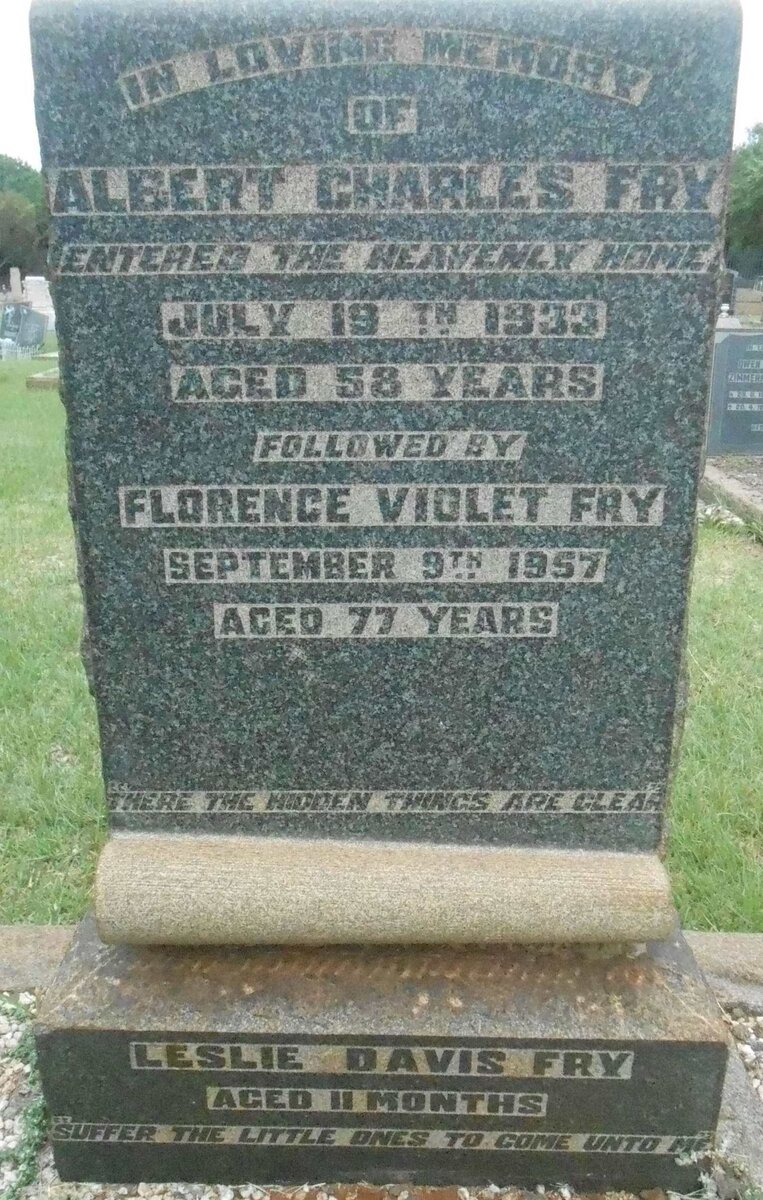 IN LOVING MEMORY
OF
ALBERT CHARLES FRY
ENTERED THE HEAVENLY HOME
JULY 19TH 1933
AGED 58 YEARS
FOLLOWED BY
FLORENCE VIOLET FRY
SEPTEMBER 9TH 1957
AGED 77 YEARS
"THERE THE HIDDEN THINGS ARE CLEAR"
LESLIE DAVIS FRY
AGED 11 MONTHS
"SUFFER THE LITTLE ONES TO COME UNTO ME"